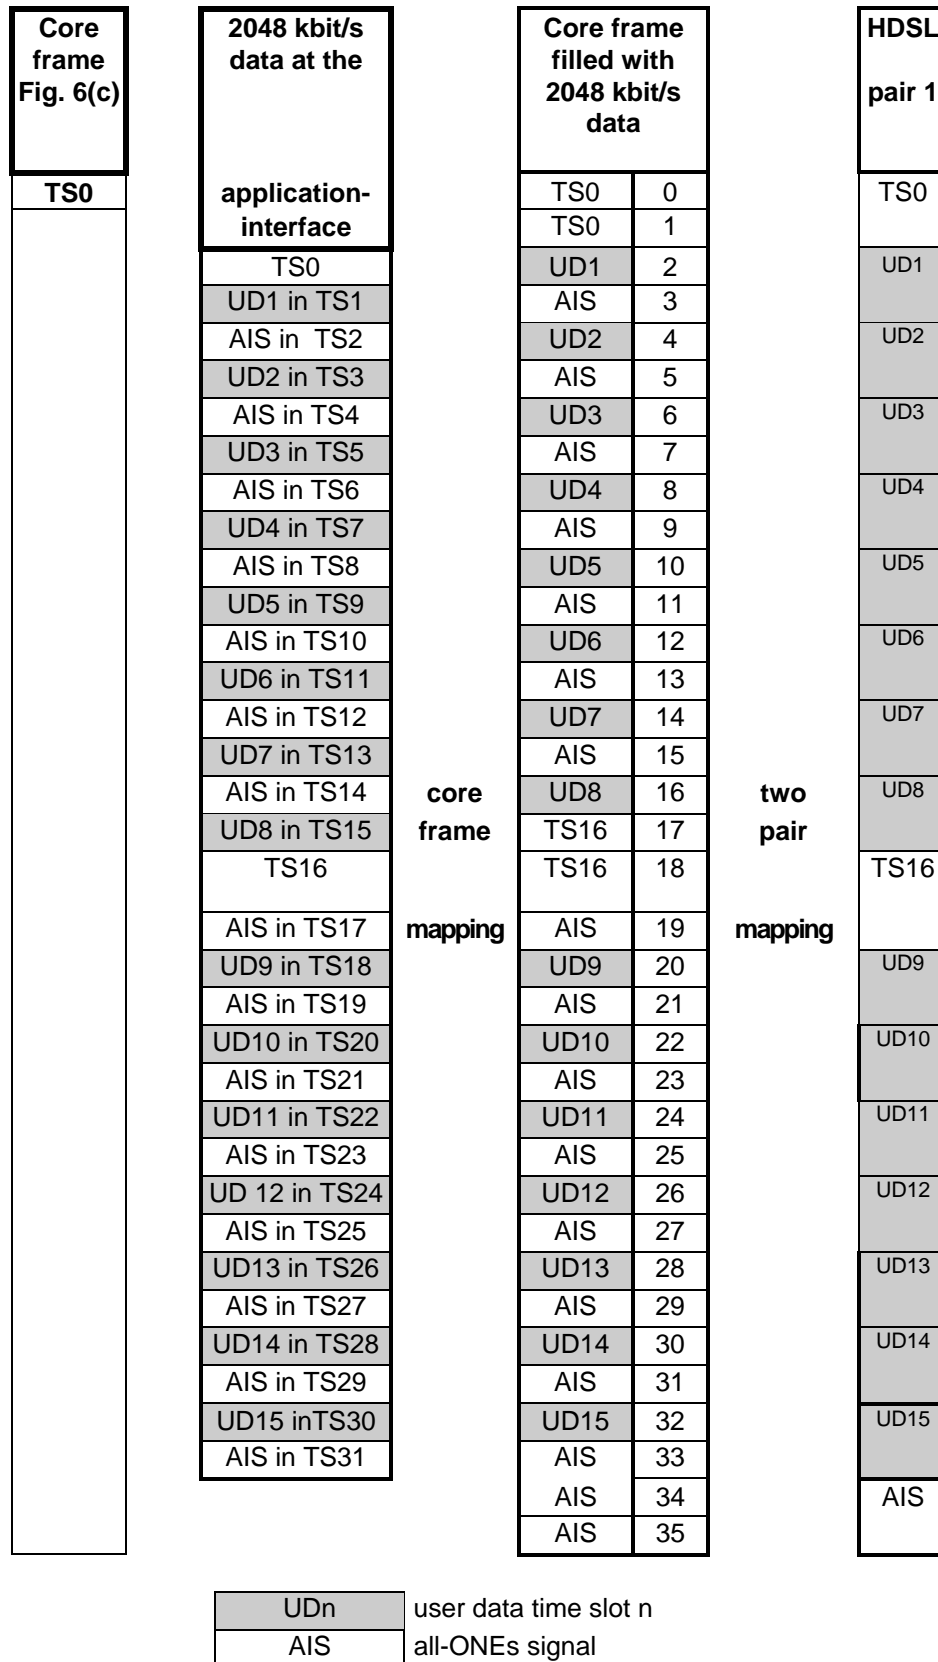 Core
frame
Fig. 6(c)
TS0
2048 kbit/s
data at the
application-
interface
TS0
UD1 in TS1
AIS in TS2
UD2 in TS3
AIS in TS4
UD3 in TS5
AIS in TS6
UD4 in TS7
AIS in TS8
UD5 in TS9
AIS in TS10
UD6 in TS11
AIS in TS12
UD7 in TS13
AIS in TS14
UD8 in TS15
TS16
AIS in TS17
UD9 in TS18
AIS in TS19
UD10 in TS20
AIS in TS21
UD11 in TS22
AIS in TS23
UD 12 in TS24
AIS in TS25
UD13 in TS26
AIS in TS27
UD14 in TS28
AIS in TS29
UD15 inTS30
AIS in TS31
core
frame
mapping
Core frame
filled with
2048 kbit/s
data
TS0 0
TS0 1
UD1 2
AIS 3
UD2 4
AIS 5
UD3 6
AIS 7
UD4 8
AIS 9
UD5 10
AIS 11
UD6 12
AIS 13
UD7 14
AIS 15
UD8 16
TS16 17
TS16 18
AIS 19
UD9 20
AIS 21
UD10 22
AIS 23
UD11 24
AIS 25
UD12 26
AIS 27
UD13 28
AIS 29
UD14 30
AIS 31
UD15 32
AIS 33
AIS 34
AIS 35
two
pair
mapping
HDSL
pair 1
TS0
UD1
UD2
UD3
UD4
UD5
UD6
UD7
UD8
TS16
UD9
UD10
UD11
UD12
UD13
UD14
UD15
AIS
UDn user data time slot n
AIS all-ONEs signal